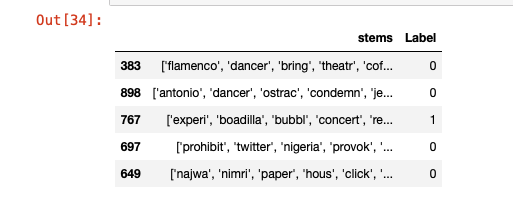 Out[34]:
stems Label
383 ['flamenco', 'dancer', 'bring', 'theatr', 'cof... 0
898 ['antonio', 'dancer', 'ostrac', 'condemn', 'je... 0
767 ['experi', 'boadilla', 'bubbl', 'concert', 're... 1
697 ['prohibit', 'twitter', 'nigeria', 'provok', '... 0
649 ['najwa', 'nimri', 'paper', 'hous', 'click', '... 0